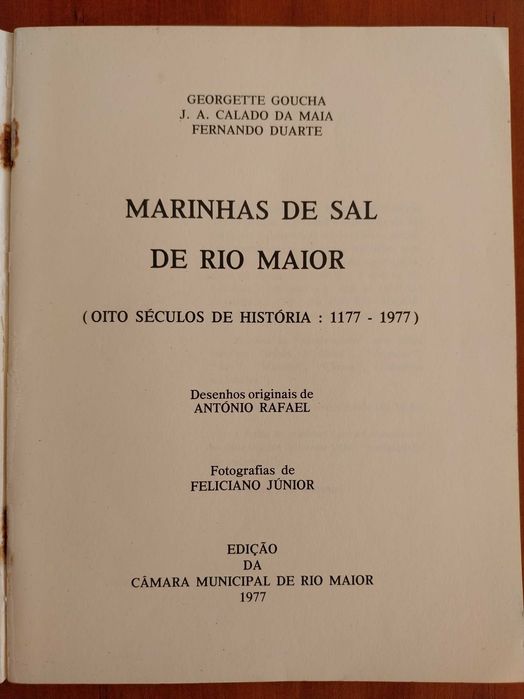 GEORGETTE GOUCHA
J. A. CALADO DA MAIA
FERNANDO DUARTE
MARINHAS DE SAL
DE RIO MAIOR
( OITO SÉCULOS DE HISTÓRIA : 1177 - 1977 )
Desenhos originais de
ANTÓNIO RAFAEL
Fotografias de
FELICIANO JÚNIOR
EDIÇÃO
DA
CÂMARA MUNICIPAL DE RIO MAIOR
1977